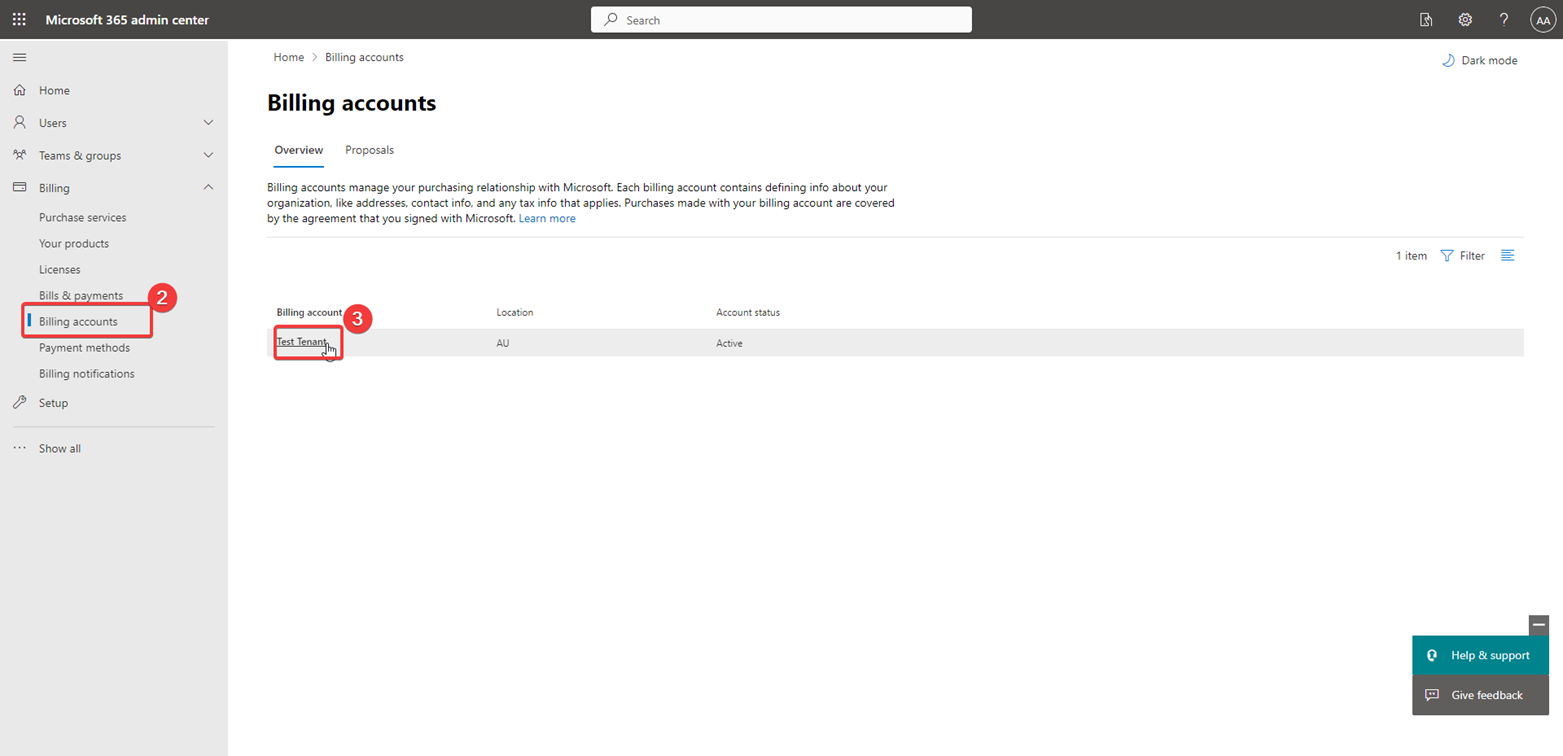 Microsoft 365 admin center
Search
AA
Home
Users
Teams & groups
Billing
Purchase services
Your products
Licenses
Bills & payments
2
Billing accounts
Payment methods
Billing notifications
Setup
Show all
Home > Billing accounts
Dark mode
Billing accounts
Overview Proposals
Billing accounts manage your purchasing relationship with Microsoft. Each billing account contains defining info about your
organization, like addresses, contact info, and any tax info that applies. Purchases made with your billing account are covered
by the agreement that you signed with Microsoft. Learn more
1 item Filter
Billing account Location Account status
3
Test Tenant AU Active
Help & support
Give feedback